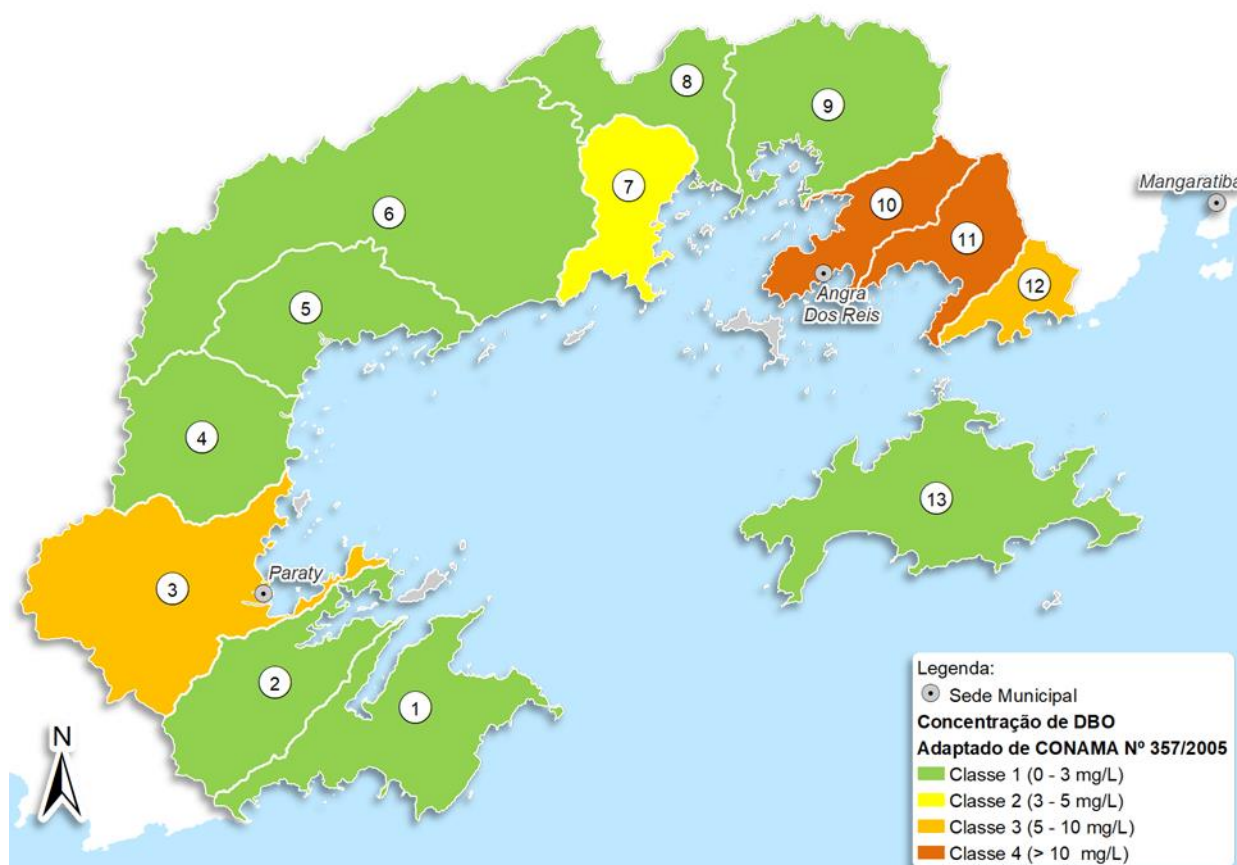 8
9
Mangaratiba
7
10
6
11
12
Angra
Dos Reis
5
4
13
Paraty
3
2
1
N
Legenda:
Sede Municipal
Concentração de DBO
Adaptado de CONAMA Nº 357/2005
Classe 1 (0 - 3 mg/L)
Classe 2 (3 - 5 mg/L)
Classe 3 (5 - 10 mg/L)
Classe 4 (> 10 mg/L)